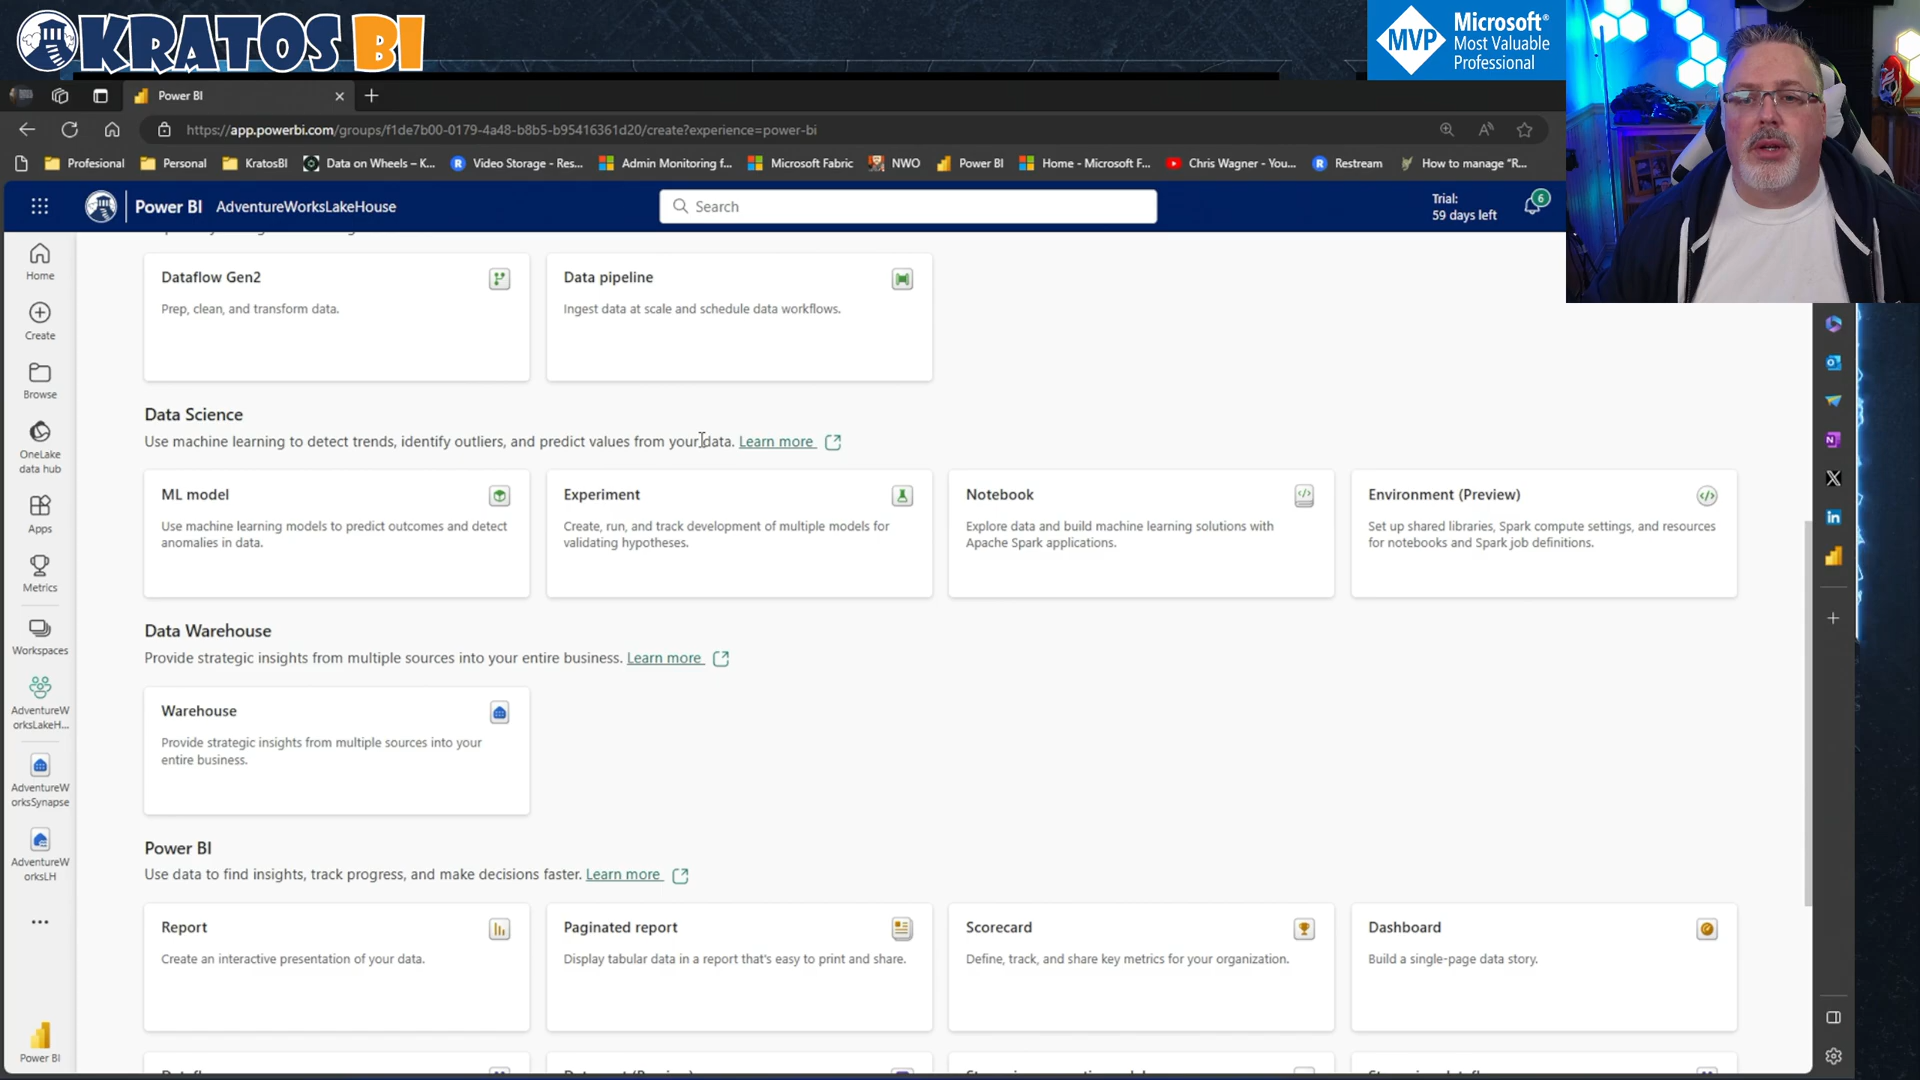 KRATOS BI
MVP
Microsoft®
Most Valuable
Professional
Power BI
https://app.powerbi.com/groups/f1de7b00-0179-4a48-b8b5-b95416361d20/create?experience=power-bi
Profesional
Personal
KratosBI
Data on Wheels – K...
Video Storage - Res...
Admin Monitoring f...
Microsoft Fabric
NWO
Power BI
Home - Microsoft F...
Chris Wagner - You...
Restream
How to manage "R...
Power BI
AdventureWorksLakeHouse
Search
Trial:
59 days left
6
Home
Create
Browse
OneLake
data hub
Apps
Metrics
Workspaces
AdventureW
orksLakeH...
AdventureW
orksSynapse
AdventureW
orksLH
Power BI
Dataflow Gen2
Prep, clean, and transform data.
Data pipeline
Ingest data at scale and schedule data workflows.
Data Science
Use machine learning to detect trends, identify outliers, and predict values from your data. Learn more
ML model
Use machine learning models to predict outcomes and detect
anomalies in data.
Experiment
Create, run, and track development of multiple models for
validating hypotheses.
Notebook
Explore data and build machine learning solutions with
Apache Spark applications.
Environment (Preview)
Set up shared libraries, Spark compute settings, and resources
for notebooks and Spark job definitions.
Data Warehouse
Provide strategic insights from multiple sources into your entire business. Learn more
Warehouse
Provide strategic insights from multiple sources into your
entire business.
Power BI
Use data to find insights, track progress, and make decisions faster. Learn more
Report
Create an interactive presentation of your data.
Paginated report
Display tabular data in a report that's easy to print and share.
Scorecard
Define, track, and share key metrics for your organization.
Dashboard
Build a single-page data story.